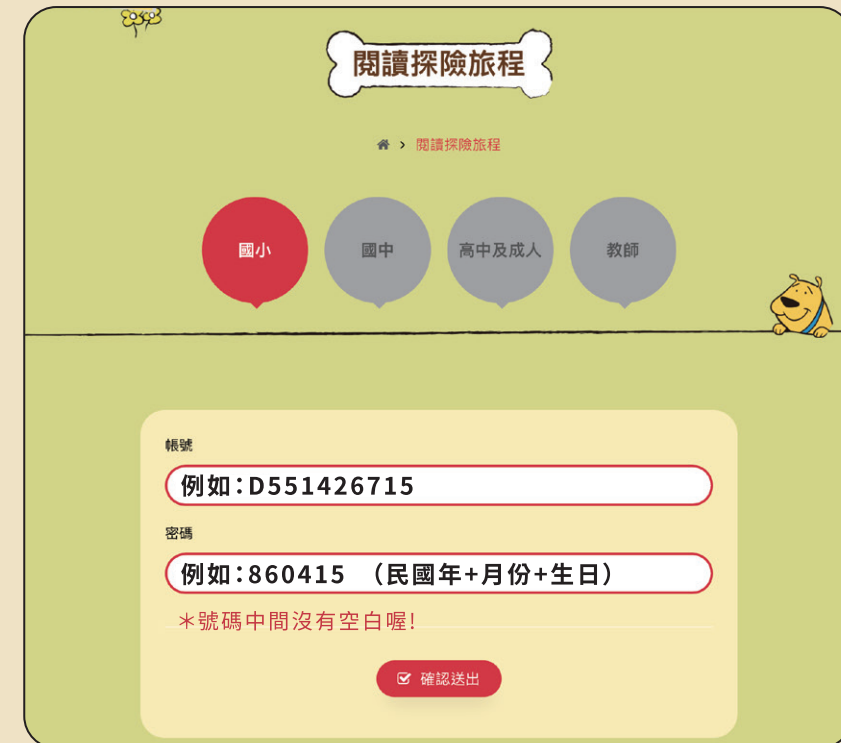 閱讀探險旅程
> 閱讀探險旅程
國小 國中 高中及成人 教師
帳號
例如:D551426715
密碼
例如:860415 （民國年+月份+生日）
＊號碼中間沒有空白喔!
確認送出